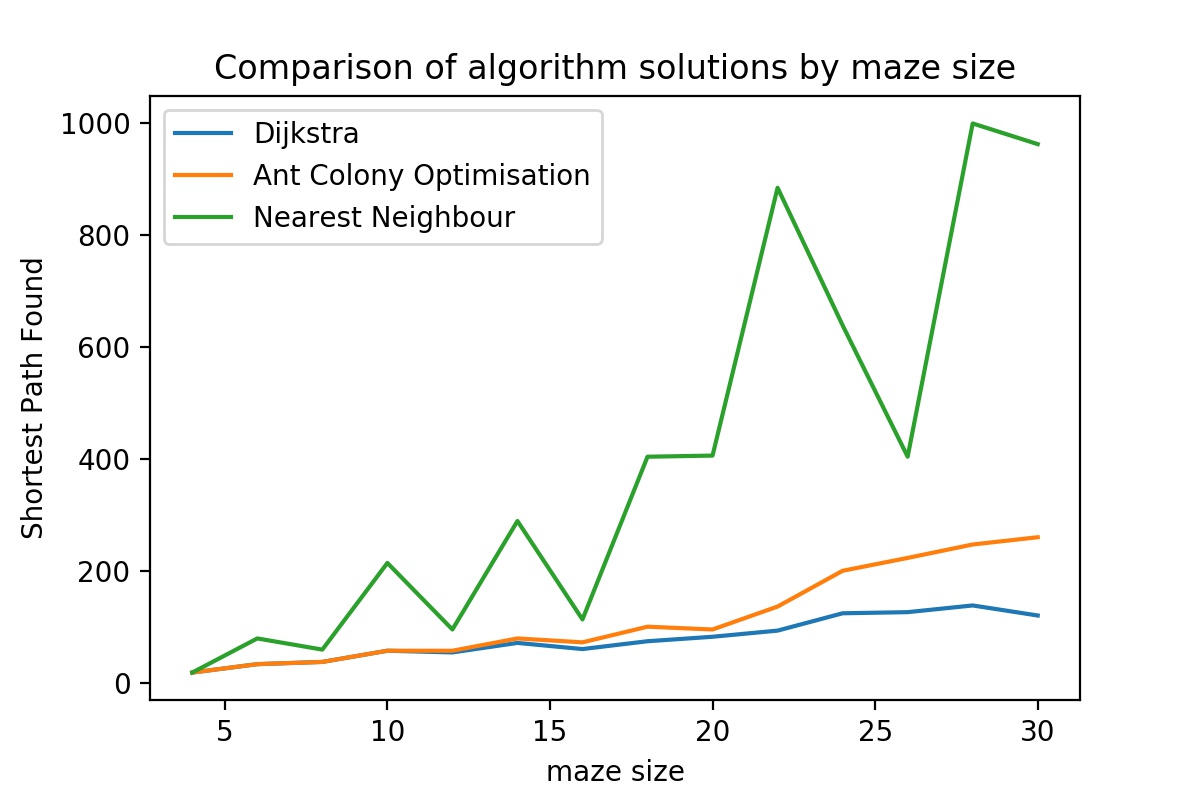 Comparison of algorithm solutions by maze size
Dijkstra
Ant Colony Optimisation
Nearest Neighbour
Shortest Path Found
1000
800
600
400
200
0
5 10 15 20 25 30
maze size